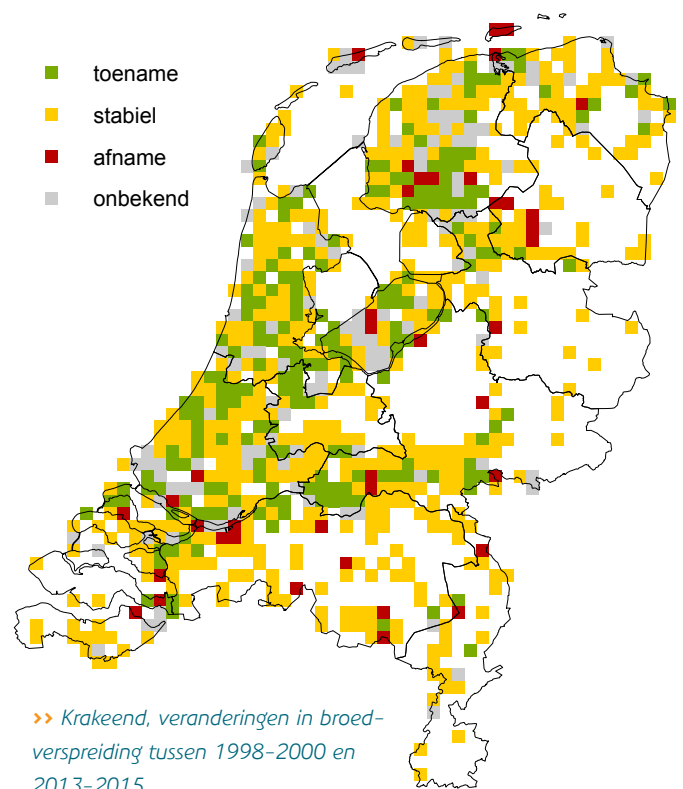 toename
stabiel
afname
onbekend
>> Krakeend, veranderingen in broed-
verspreiding tussen 1998-2000 en
2013-2015